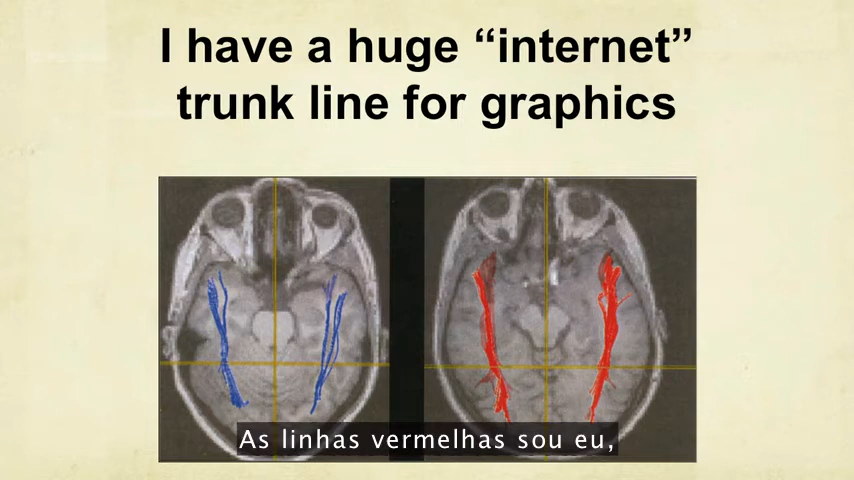 I have a huge “internet”
trunk line for graphics
As linhas vermelhas sou eu,